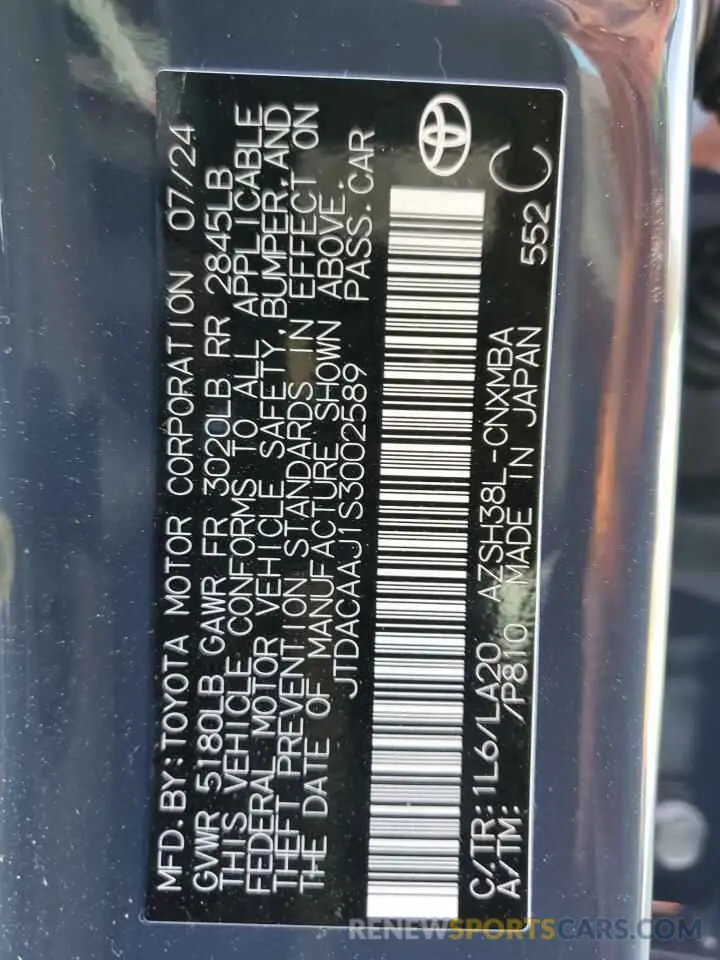 MFD.BY:TOYOTA MOTOR CORPORATION 07/24
GVWR 5180LB GAWR FR 3020LB RR 2845LB
THIS VEHICLE CONFORMS TO ALL APPLICABLE
FEDERAL MOTOR VEHICLE SAFETY, BUMPER, AND
THEFT PREVENTION STANDARDS IN EFFECT ON
THE DATE OF MANUFACTURE SHOWN ABOVE.
JTDACAAJ1S3002589 PASS.CAR
C/TR:1L6/LA20 AZSH38L-CNXMBA
A/TM: /P810 MADE IN JAPAN
552 C
RENEWSPORTSCARS.COM